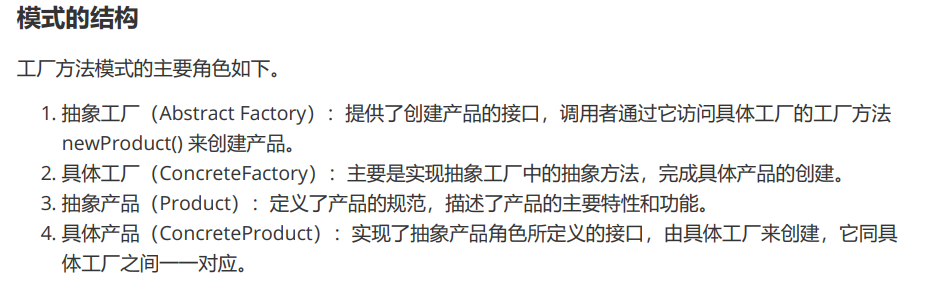 模式的结构
工厂方法模式的主要角色如下。
1. 抽象工厂（Abstract Factory）：提供了创建产品的接口，调用者通过它访问具体工厂的工厂方法
newProduct() 来创建产品。
2. 具体工厂（ConcreteFactory）：主要是实现抽象工厂中的抽象方法，完成具体产品的创建。
3. 抽象产品（Product）：定义了产品的规范，描述了产品的主要特性和功能。
4. 具体产品（ConcreteProduct）：实现了抽象产品角色所定义的接口，由具体工厂来创建，它同具
体工厂之间一一对应。